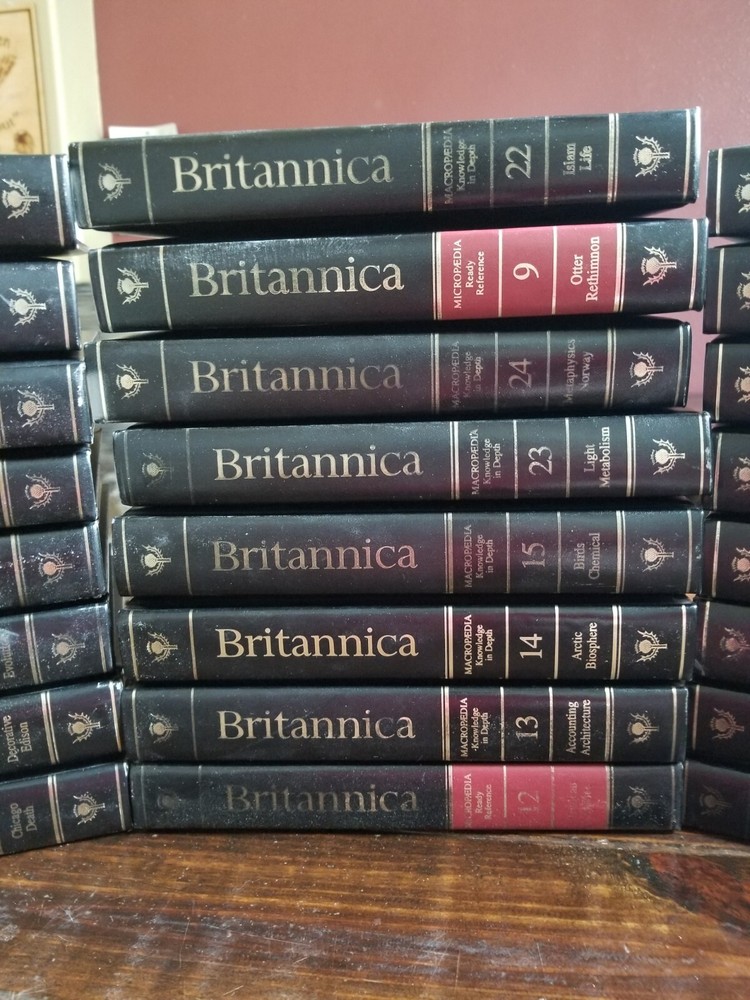 Britannica
MACROPÆDIA
Knowledge
in Depth
22
Islam
Life
Britannica
MICROPÆDIA
Ready
Reference
9
Otter
Rethimnon
Britannica
MACROPÆDIA
Knowledge
in Depth
24
Metaphysics
Norway
Britannica
MACROPÆDIA
Knowledge
in Depth
23
Light
Metabolism
Britannica
MACROPÆDIA
Knowledge
in Depth
15
Birds
Chemical
Britannica
MACROPÆDIA
Knowledge
in Depth
14
Arctic
Biosphere
Decorative
Edison
Britannica
MACROPÆDIA
Knowledge
in Depth
13
Accounting
Architecture
Chicago
Death
Britannica
MICROPÆDIA
Ready
Reference
12